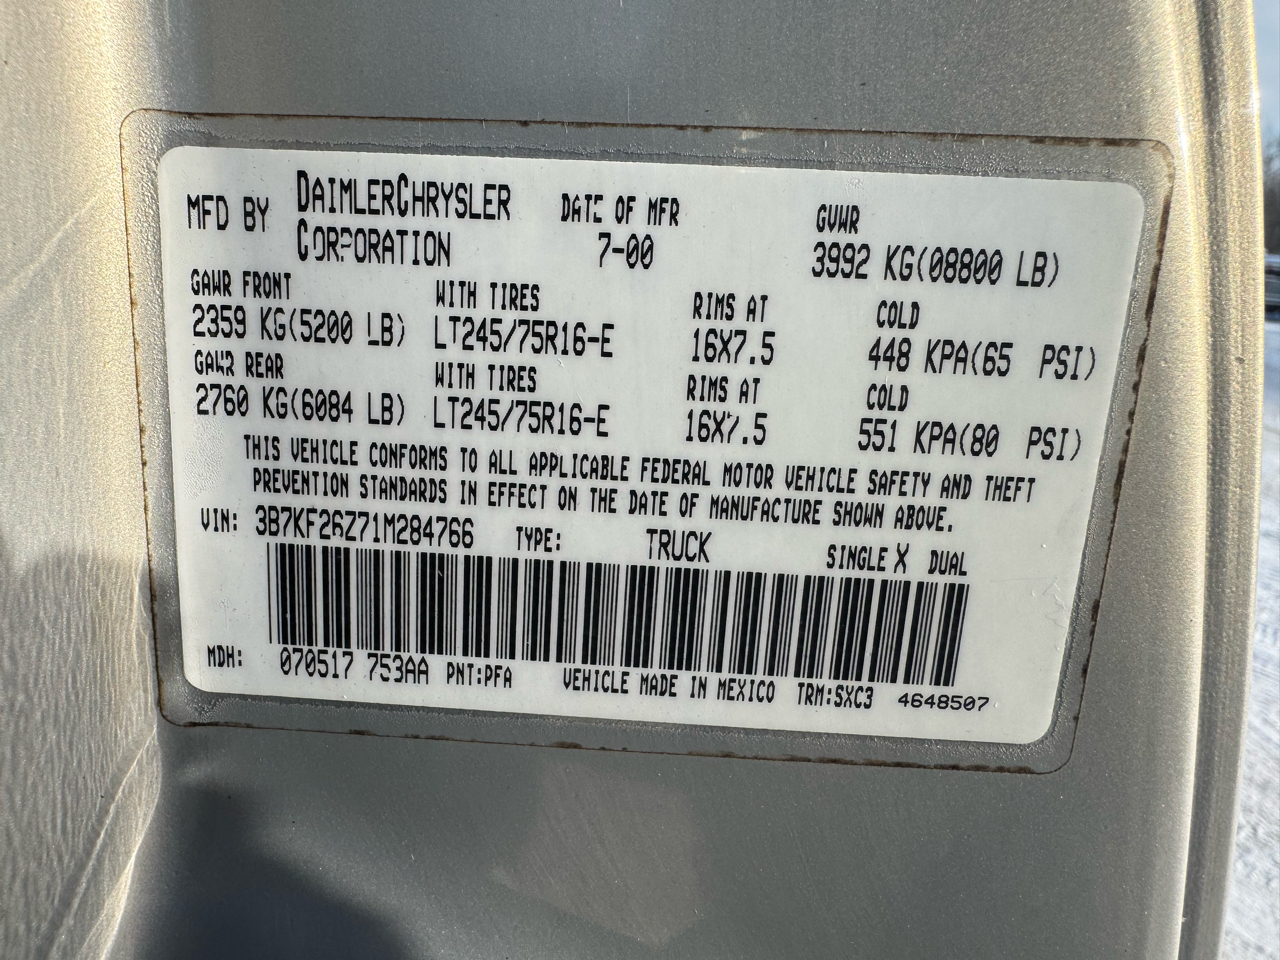 MFD BY DAIMLERCHRYSLER CORPORATION DATE OF MFR 7-00 GVWR 3992 KG(08800 LB)
GAWR FRONT WITH TIRES RIMS AT COLD
2359 KG(5200 LB) LT245/75R16-E 16X7.5 448 KPA(65 PSI)
GAWR REAR WITH TIRES RIMS AT COLD
2760 KG(6084 LB) LT245/75R16-E 16X7.5 551 KPA(80 PSI)
THIS VEHICLE CONFORMS TO ALL APPLICABLE FEDERAL MOTOR VEHICLE SAFETY AND THEFT
PREVENTION STANDARDS IN EFFECT ON THE DATE OF MANUFACTURE SHOWN ABOVE.
VIN: 3B7KF26Z71M284766 TYPE: TRUCK SINGLE X DUAL
MDH: 070517 753AA PNT:PFA VEHICLE MADE IN MEXICO TRM:SXC3 4648507